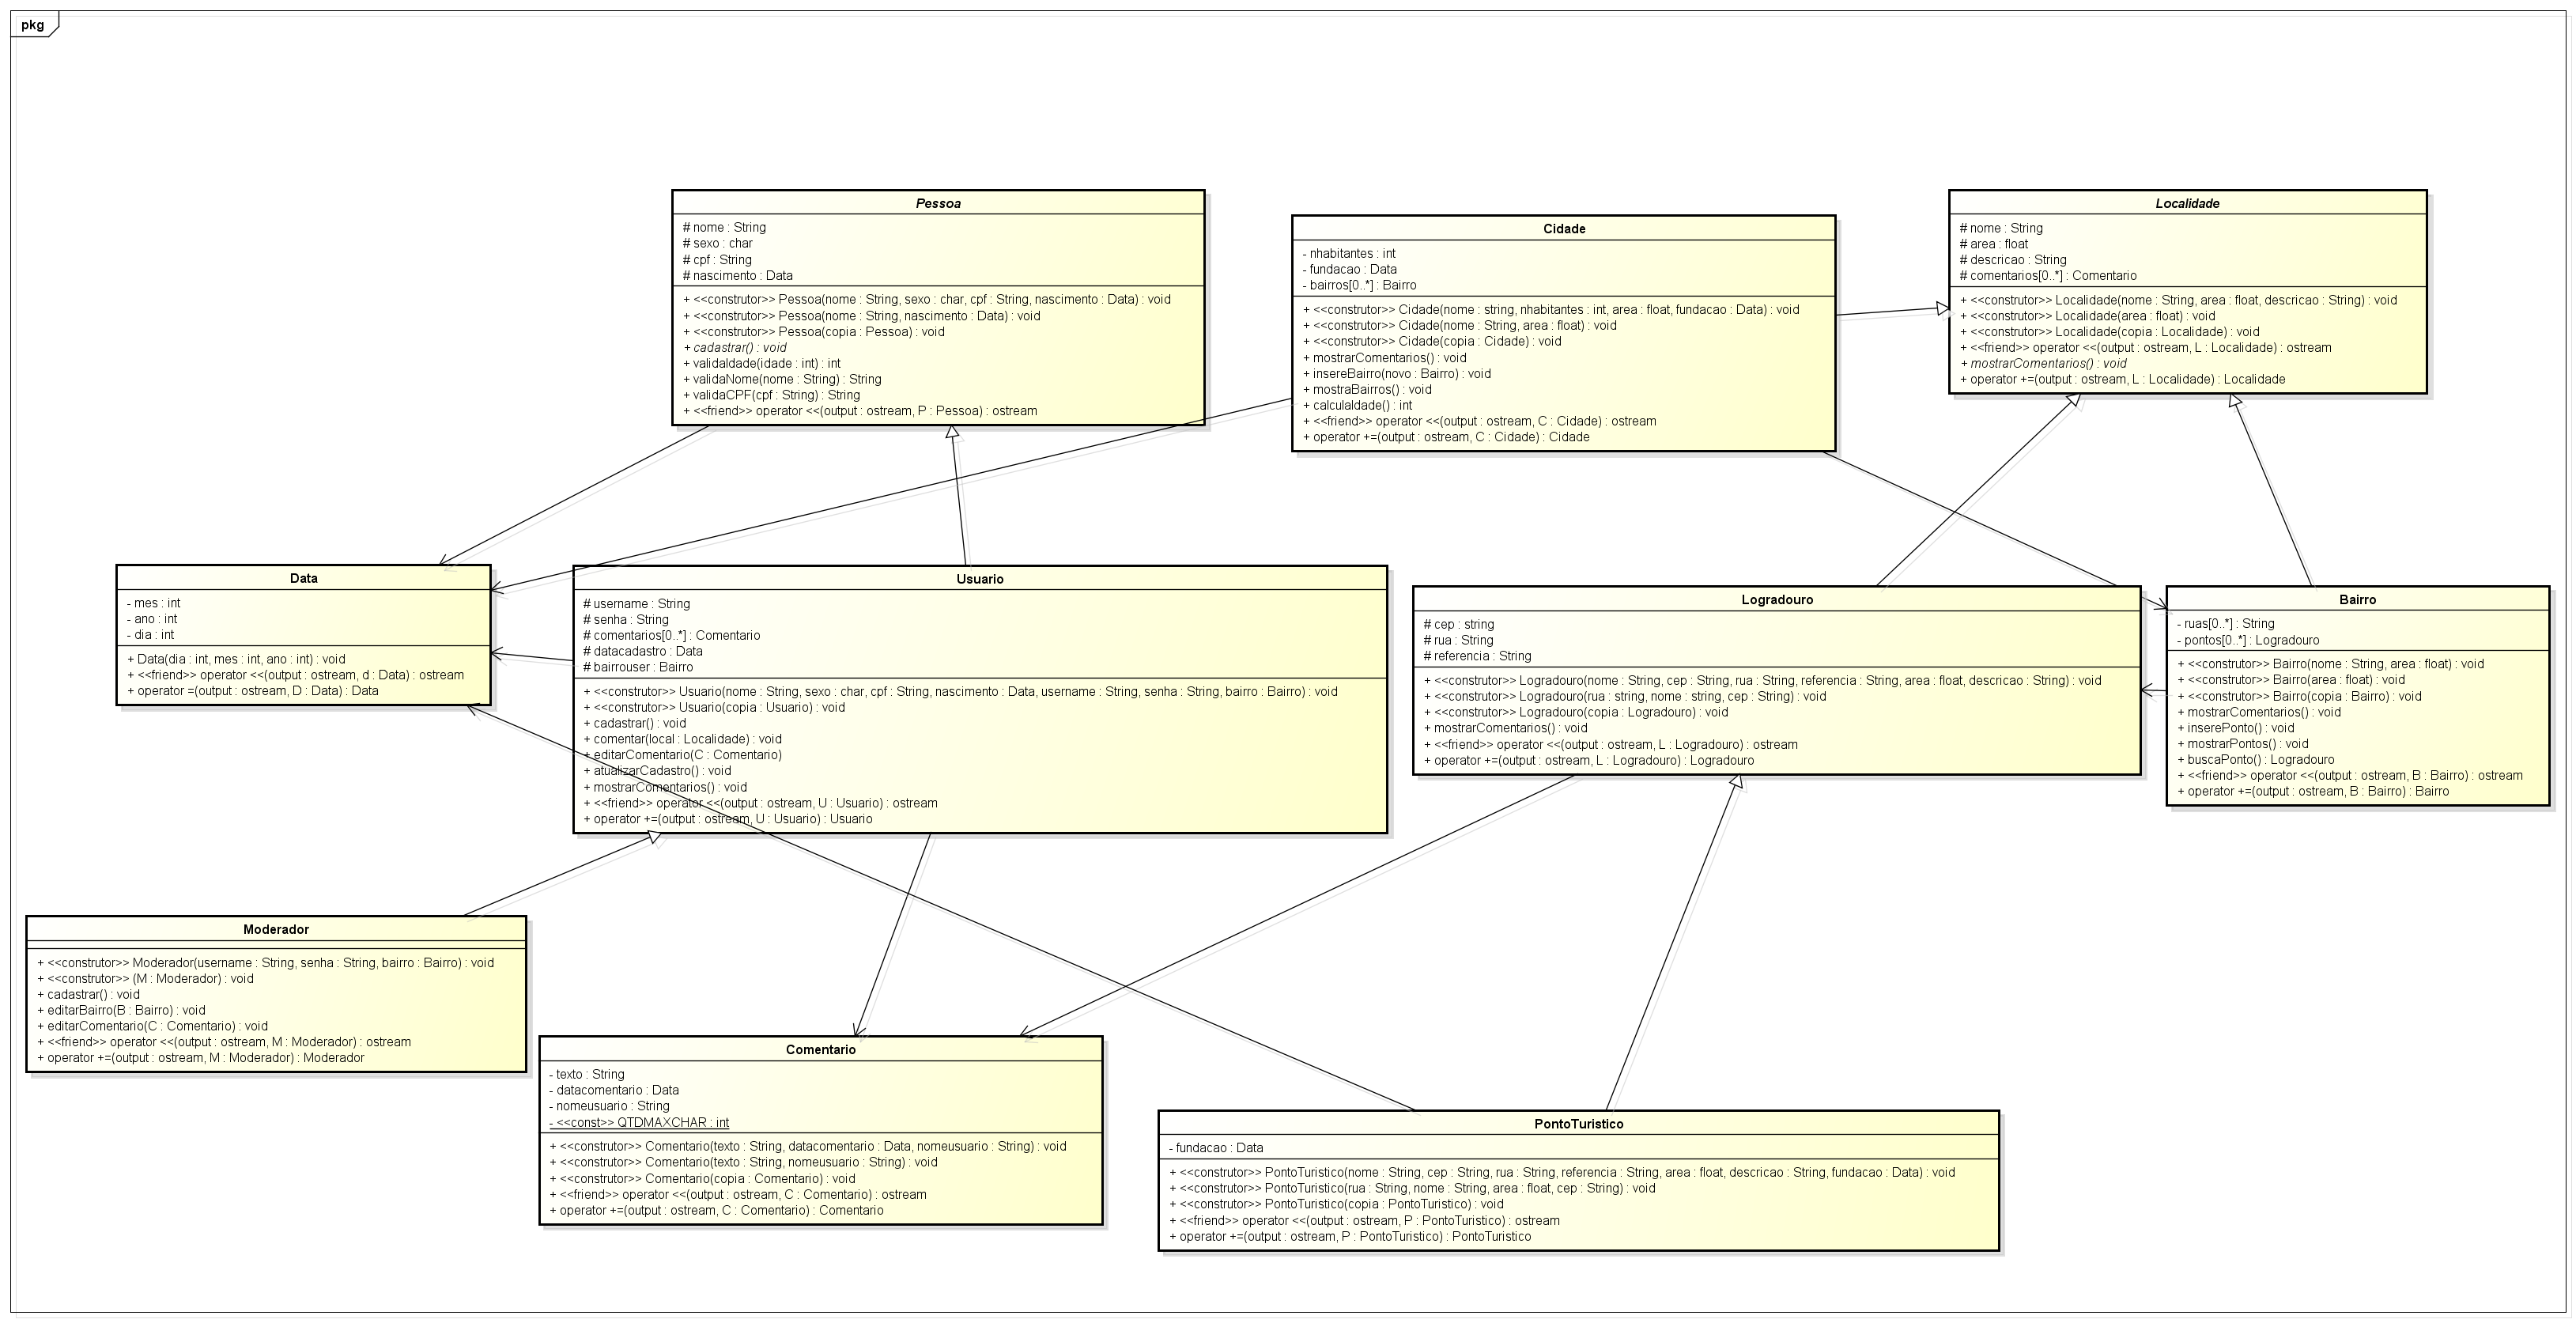 pkg
Pessoa
# nome : String
# sexo : char
# cpf : String
# nascimento : Data
+ <<construtor>> Pessoa(nome : String, sexo : char, cpf : String, nascimento : Data) : void
+ <<construtor>> Pessoa(nome : String, nascimento : Data) : void
+ <<construtor>> Pessoa(copia : Pessoa) : void
+ cadastrar() : void
+ validaIdade(idade : int) : int
+ validaNome(nome : String) : String
+ validaCPF(cpf : String) : String
+ <<friend>> operator <<(output : ostream, P : Pessoa) : ostream
Cidade
- nhabitantes : int
- fundacao : Data
- bairros[0..*] : Bairro
+ <<construtor>> Cidade(nome : string, nhabitantes : int, area : float, fundacao : Data) : void
+ <<construtor>> Cidade(nome : String, area : float) : void
+ <<construtor>> Cidade(copia : Cidade) : void
+ mostrarComentarios() : void
+ insereBairro(novo : Bairro) : void
+ mostraBairros() : void
+ calculaIdade() : int
+ <<friend>> operator <<(output : ostream, C : Cidade) : ostream
+ operator +=(output : ostream, C : Cidade) : Cidade
Localidade
# nome : String
# area : float
# descricao : String
# comentarios[0..*] : Comentario
+ <<construtor>> Localidade(nome : String, area : float, descricao : String) : void
+ <<construtor>> Localidade(area : float) : void
+ <<construtor>> Localidade(copia : Localidade) : void
+ <<friend>> operator <<(output : ostream, L : Localidade) : ostream
+ mostrarComentarios() : void
+ operator +=(output : ostream, L : Localidade) : Localidade
Data
- mes : int
- ano : int
- dia : int
+ Data(dia : int, mes : int, ano : int) : void
+ <<friend>> operator <<(output : ostream, d : Data) : ostream
+ operator =(output : ostream, D : Data) : Data
Usuario
# username : String
# senha : String
# comentarios[0..*] : Comentario
# datacadastro : Data
# bairrouser : Bairro
+ <<construtor>> Usuario(nome : String, sexo : char, cpf : String, nascimento : Data, username : String, senha : String, bairro : Bairro) : void
+ <<construtor>> Usuario(copia : Usuario) : void
+ cadastrar() : void
+ comentar(local : Localidade) : void
+ editarComentario(C : Comentario)
+ atualizarCadastro() : void
+ mostrarComentarios() : void
+ <<friend>> operator <<(output : ostream, U : Usuario) : ostream
+ operator +=(output : ostream, U : Usuario) : Usuario
Logradouro
# cep : string
# rua : String
# referencia : String
+ <<construtor>> Logradouro(nome : String, cep : String, rua : String, referencia : String, area : float, descricao : String) : void
+ <<construtor>> Logradouro(rua : string, nome : string, cep : String) : void
+ <<construtor>> Logradouro(copia : Logradouro) : void
+ mostrarComentarios() : void
+ <<friend>> operator <<(output : ostream, L : Logradouro) : ostream
+ operator +=(output : ostream, L : Logradouro) : Logradouro
Bairro
- ruas[0..*] : String
- pontos[0..*] : Logradouro
+ <<construtor>> Bairro(nome : String, area : float) : void
+ <<construtor>> Bairro(area : float) : void
+ <<construtor>> Bairro(copia : Bairro) : void
+ mostrarComentarios() : void
+ inserePonto() : void
+ mostrarPontos() : void
+ buscaPonto() : Logradouro
+ <<friend>> operator <<(output : ostream, B : Bairro) : ostream
+ operator +=(output : ostream, B : Bairro) : Bairro
Moderador
+ <<construtor>> Moderador(username : String, senha : String, bairro : Bairro) : void
+ <<construtor>> (M : Moderador) : void
+ cadastrar() : void
+ editarBairro(B : Bairro) : void
+ editarComentario(C : Comentario) : void
+ <<friend>> operator <<(output : ostream, M : Moderador) : ostream
+ operator +=(output : ostream, M : Moderador) : Moderador
Comentario
- texto : String
- datacomentario : Data
- nomeusuario : String
- <<const>> QTDMAXCHAR : int
+ <<construtor>> Comentario(texto : String, datacomentario : Data, nomeusuario : String) : void
+ <<construtor>> Comentario(texto : String, nomeusuario : String) : void
+ <<construtor>> Comentario(copia : Comentario) : void
+ <<friend>> operator <<(output : ostream, C : Comentario) : ostream
+ operator +=(output : ostream, C : Comentario) : Comentario
PontoTuristico
- fundacao : Data
+ <<construtor>> PontoTuristico(nome : String, cep : String, rua : String, referencia : String, area : float, descricao : String, fundacao : Data) : void
+ <<construtor>> PontoTuristico(rua : String, nome : String, area : float, cep : String) : void
+ <<construtor>> PontoTuristico(copia : PontoTuristico) : void
+ <<friend>> operator <<(output : ostream, P : PontoTuristico) : ostream
+ operator +=(output : ostream, P : PontoTuristico) : PontoTuristico